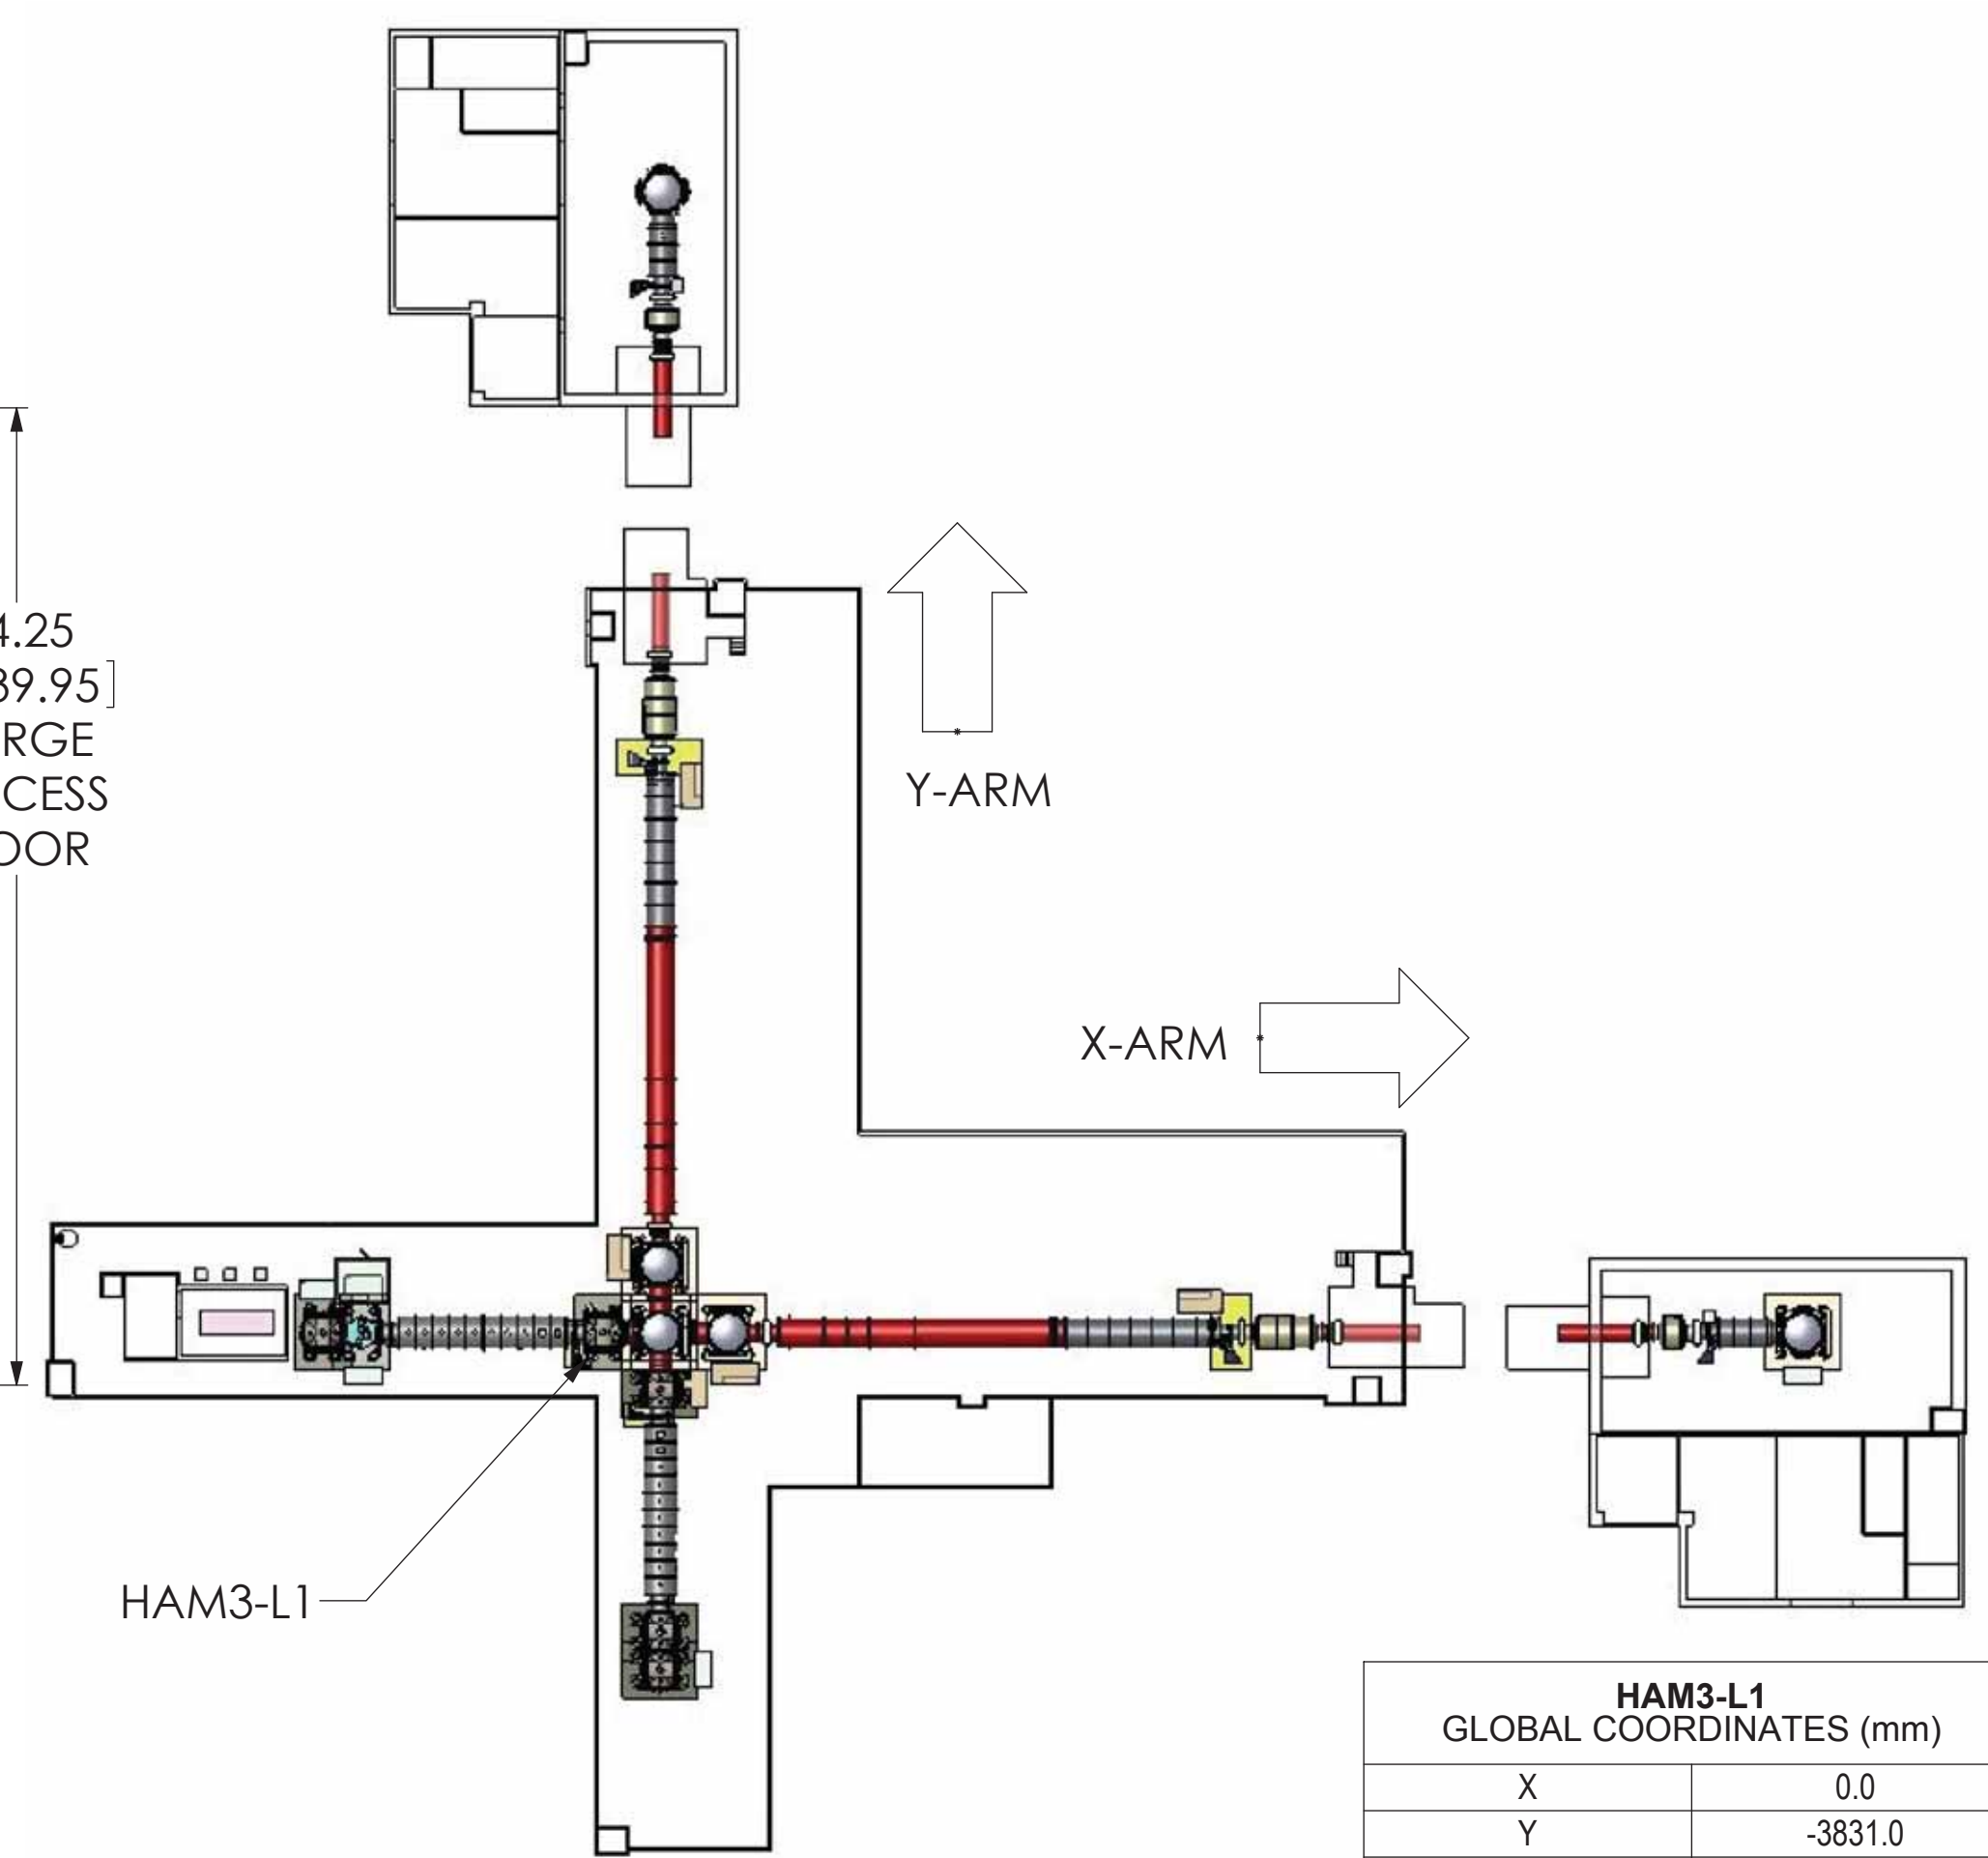 4.25
39.95]
RGE
CESS
OOR
Y-ARM
X-ARM
HAM3-L1
HAM3-L1
GLOBAL COORDINATES (mm)
X 0.0
Y -3831.0